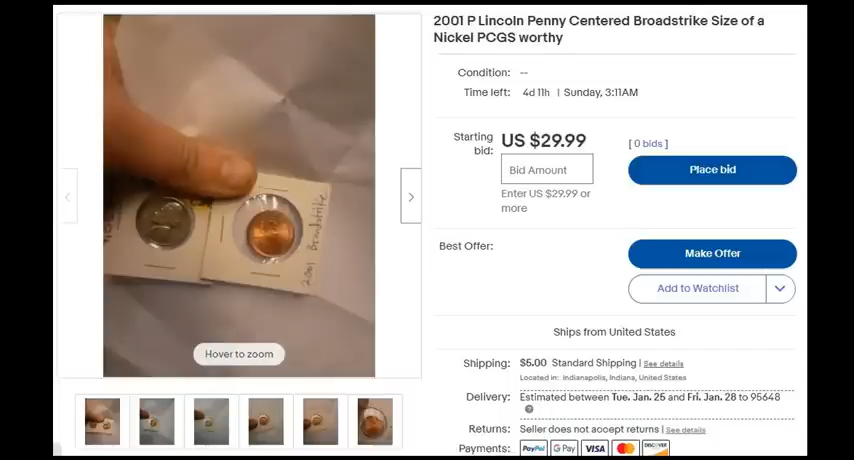 2001 P Lincoln Penny Centered Broadstrike Size of a
Nickel PCGS worthy
Condition: --
Time left: 4d 11h | Sunday, 3:11AM
Starting
bid:
US $29.99
[ 0 bids ]
Bid Amount
Place bid
Enter US $29.99 or
more
Best Offer:
Make Offer
Add to Watchlist
Ships from United States
Shipping: $5.00 Standard Shipping | See details
Located in: Indianapolis, Indiana, United States
Delivery: Estimated between Tue. Jan. 25 and Fri. Jan. 28 to 95648
?
Returns: Seller does not accept returns | See details
Payments: PayPal G Pay VISA MasterCard DISCOVER
2001 Broadstrike
Hover to zoom